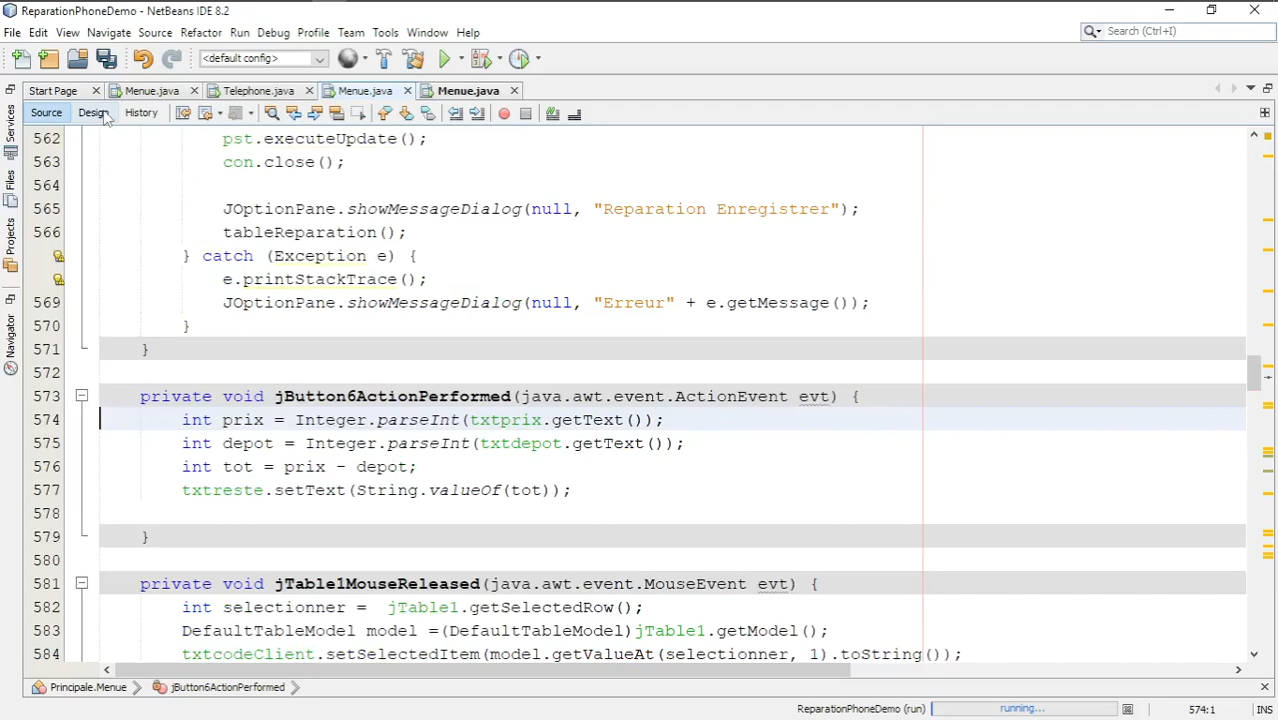 ReparationPhoneDemo - NetBeans IDE 8.2
File Edit View Navigate Source Refactor Run Debug Profile Team Tools Window Help
Search (Ctrl+I)
<default config>
Start Page Menue.java Telephone.java Menue.java Menue.java
Source Design History
Services
Files
Projects
Navigator
562 pst.executeUpdate();
563 con.close();
564
565 JOptionPane.showMessageDialog(null, "Reparation Enregistrer");
566 tableReparation();
} catch (Exception e) {
e.printStackTrace();
569 JOptionPane.showMessageDialog(null, "Erreur" + e.getMessage());
570 }
571 }
572
573 private void jButton6ActionPerformed(java.awt.event.ActionEvent evt) {
574 int prix = Integer.parseInt(txtprix.getText());
575 int depot = Integer.parseInt(txtdepot.getText());
576 int tot = prix - depot;
577 txtreste.setText(String.valueOf(tot));
578
579 }
580
581 private void jTable1MouseReleased(java.awt.event.MouseEvent evt) {
582 int selectionner = jTable1.getSelectedRow();
583 DefaultTableModel model =(DefaultTableModel)jTable1.getModel();
584 txtcodeClient.setSelectedItem(model.getValueAt(selectionner, 1).toString());
Principale.Menue jButton6ActionPerformed
ReparationPhoneDemo (run) running... 574:1 INS